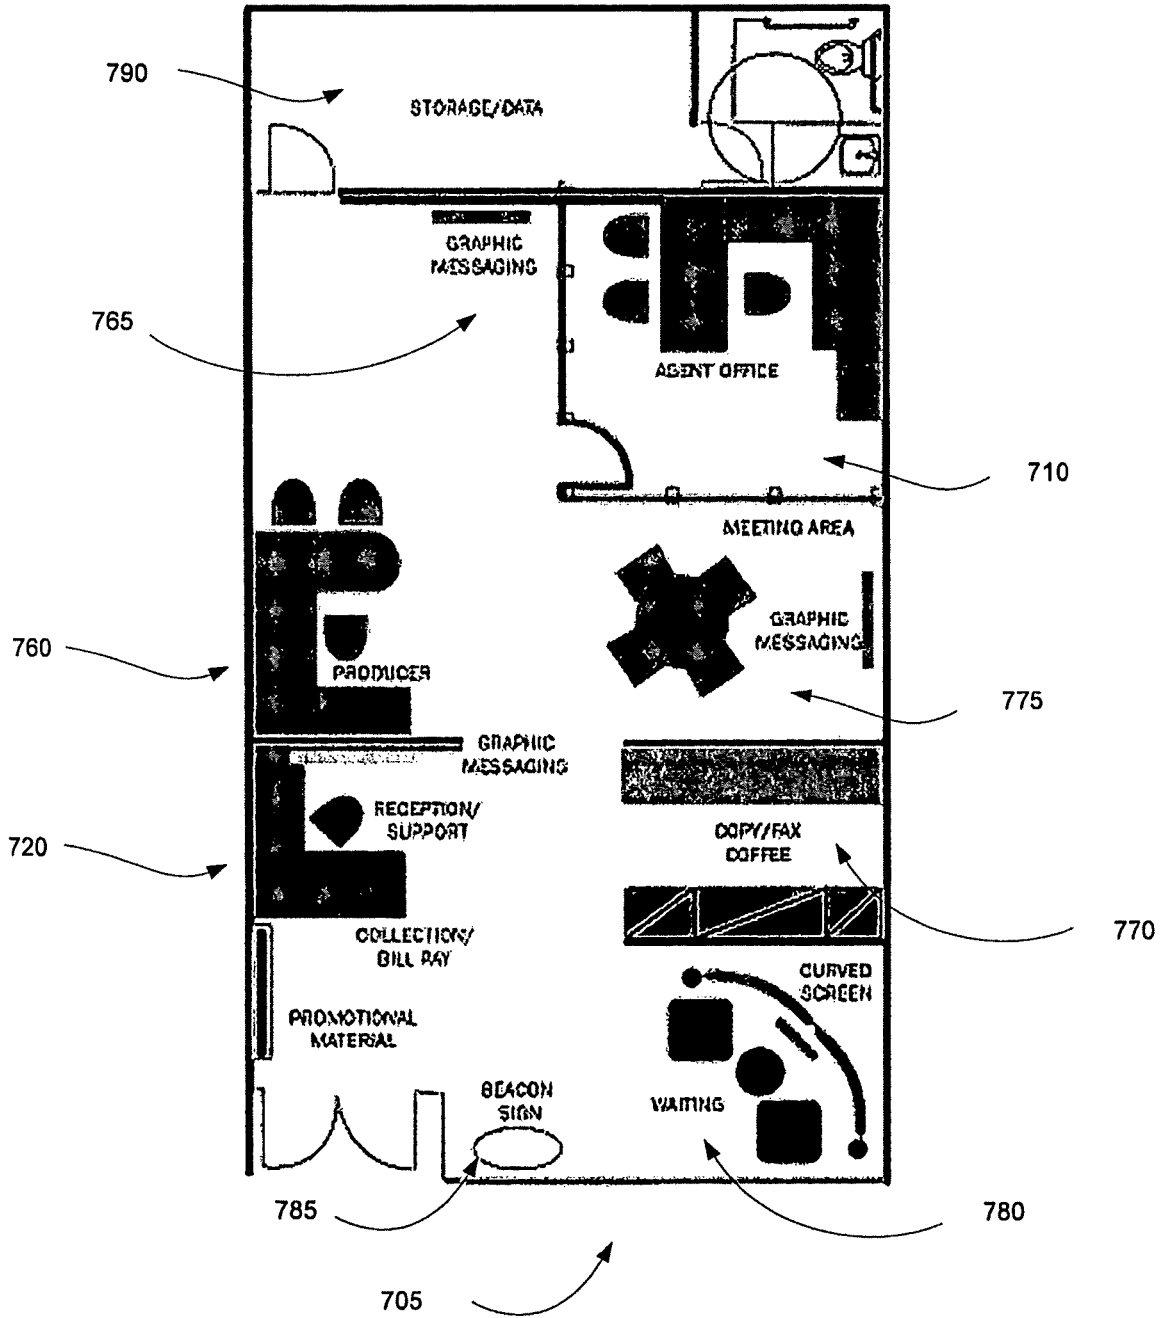 790
STORAGE/DATA
GRAPHIC
MESSAGING
765
AGENT OFFICE
710
MEETING AREA
GRAPHIC
MESSAGING
760
PRODUCER
775
GRAPHIC
MESSAGING
RECEPTION/
SUPPORT
COPY/FAX
COFFEE
720
770
COLLECTION/
BILL PAY
CURVED
SCREEN
PROMOTIONAL
MATERIAL
BEACON
SIGN
WAITING
785
780
705